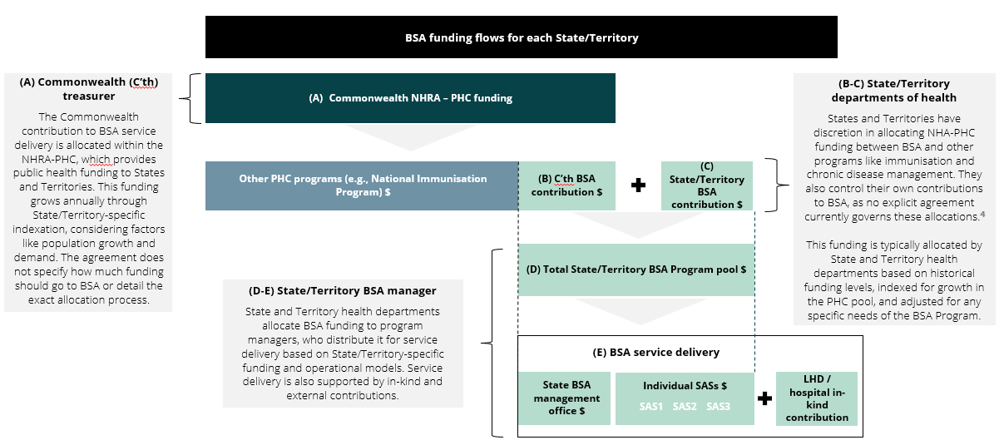 BSA funding flows for each State/Territory
(A) Commonwealth (C'th)
treasurer
The Commonwealth
contribution to BSA service
delivery is allocated within the
NHRA-PHC, which provides
public health funding to States
and Territories. This funding
grows annually through
State/Territory-specific
indexation, considering factors
like population growth and
demand. The agreement does
not specify how much funding
should go to BSA or detail the
exact allocation process.
(A) Commonwealth NHRA – PHC funding
(B-C) State/Territory
departments of health
States and Territories have
discretion in allocating NHA-PHC
funding between BSA and other
programs like immunisation and
chronic disease management. They
also control their own contributions
to BSA, as no explicit agreement
currently governs these allocations.4
This funding is typically allocated by
State and Territory health
departments based on historical
funding levels, indexed for growth in
the PHC pool, and adjusted for any
specific needs of the BSA Program.
Other PHC programs (e.g., National Immunisation
Program) $
(B) C'th BSA
contribution $
(C)
State/Territory
BSA
contribution $
(D) Total State/Territory BSA Program pool $
(D-E) State/Territory BSA manager
State and Territory health departments
allocate BSA funding to program
managers, who distribute it for service
delivery based on State/Territory-specific
funding and operational models. Service
delivery is also supported by in-kind and
external contributions.
(E) BSA service delivery
State BSA
management
office $
Individual SASs $
SAS1 SAS2 SAS3
LHD /
hospital in-
kind
contribution